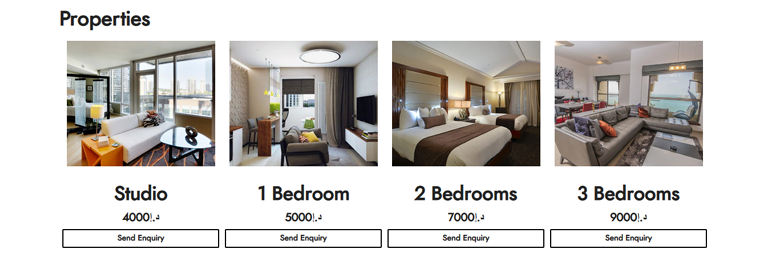 Properties
Studio
4000د.إ
Send Enquiry
1 Bedroom
5000د.إ
Send Enquiry
2 Bedrooms
7000د.إ
Send Enquiry
3 Bedrooms
9000د.إ
Send Enquiry